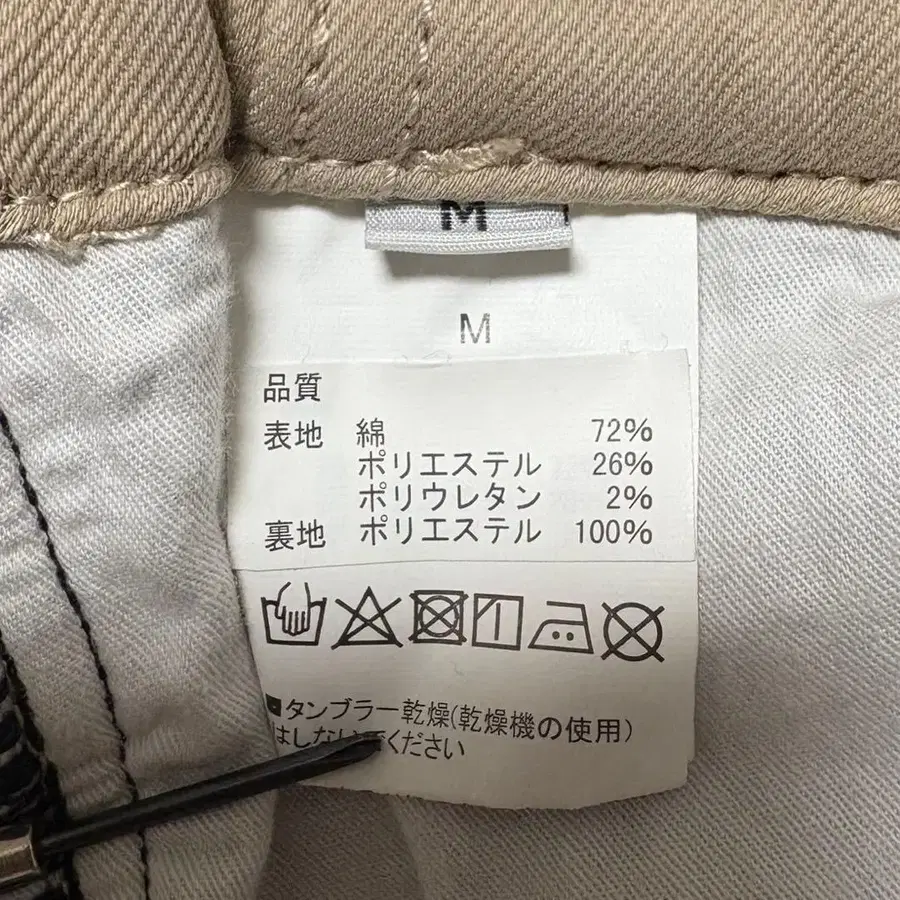 M
M
品質
表地 綿 72%
ポリエステル 26%
ポリウレタン 2%
裏地 ポリエステル 100%
タンブラー乾燥(乾燥機の使用)
はしないでください